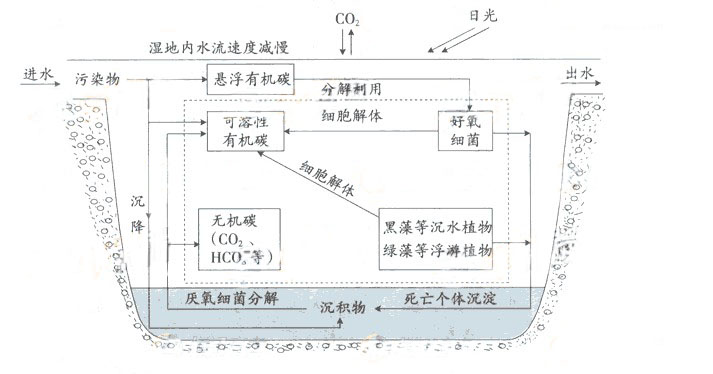 CO₂
日光
湿地内水流速度减慢
进水
污染物
悬浮有机碳
出水
分解利用
可溶性
有机碳
细胞解体
好氧
细菌
细胞解体
沉
降
无机碳
(CO₂、
HCO₃⁻等)
黑藻等沉水植物
绿藻等浮游植物
厌氧细菌分解
沉积物
死亡个体沉淀